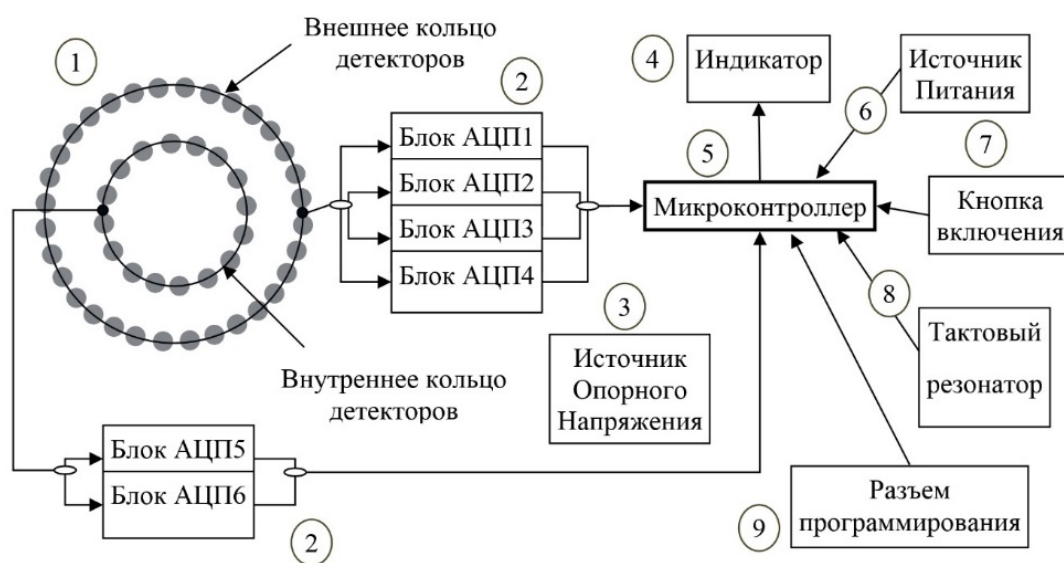 1
Внешнее кольцо
детекторов
2
Блок АЦП1
Блок АЦП2
Блок АЦП3
Блок АЦП4
4
Индикатор
Источник
Питания
6
5
Микроконтроллер
7
Кнопка
включения
3
Источник
Опорного
Напряжения
8
Тактовый
резонатор
Внутреннее кольцо
детекторов
Блок АЦП5
Блок АЦП6
2
9
Разъем
программирования